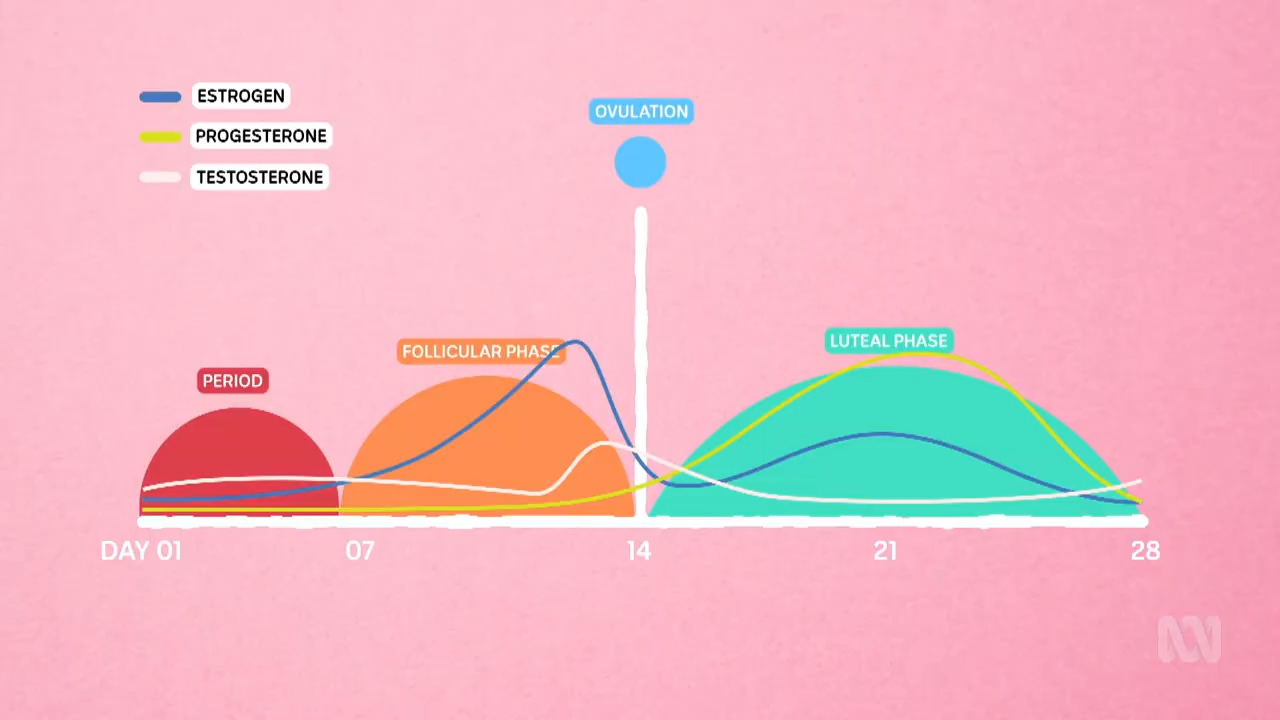 ESTROGEN
PROGESTERONE
TESTOSTERONE
OVULATION
PERIOD
FOLLICULAR PHASE
LUTEAL PHASE
DAY 01
07
14
21
28